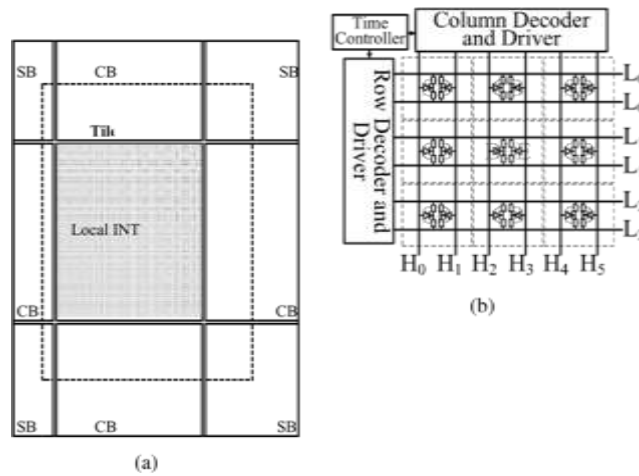 SB
CB
SB
Tile
Local INT
CB
CB
SB
CB
SB
(a)
Time
Controller
Column Decoder
and Driver
Row Decoder and
Driver
H0 H1 H2 H3 H4 H5
(b)